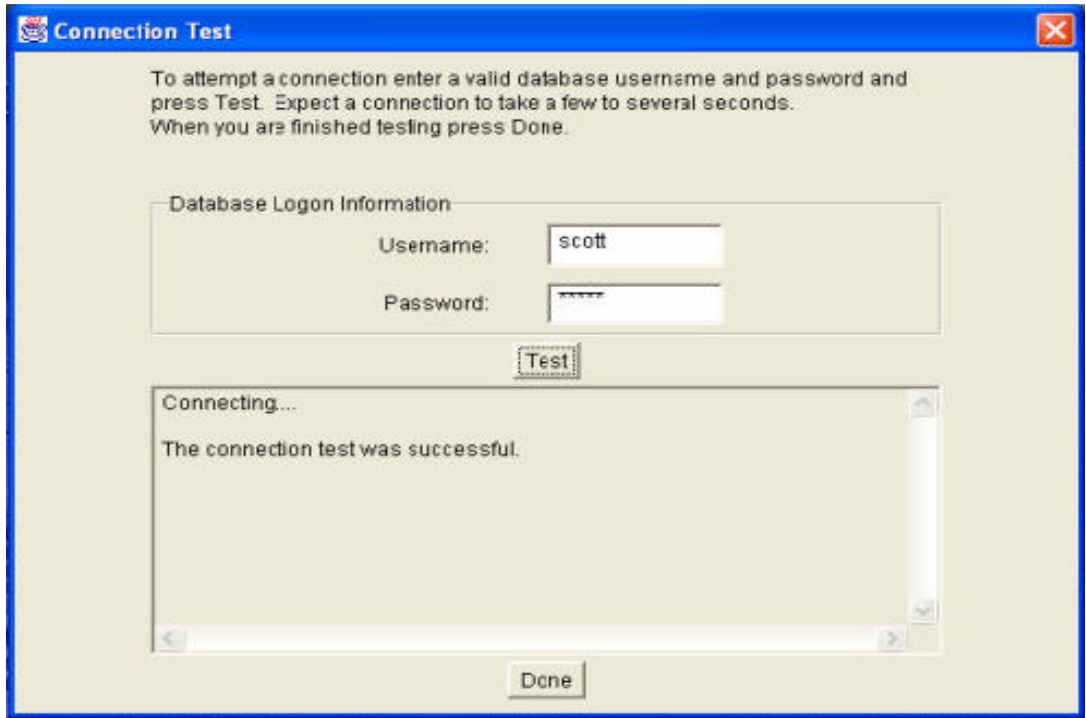 Connection Test
To attempt a connection enter a valid database username and password and
press Test. Expect a connection to take a few to several seconds.
When you are finished testing press Done.
Database Logon Information
Username:
scott
Password:
*****
Test
Connecting....
The connection test was successful.
Done